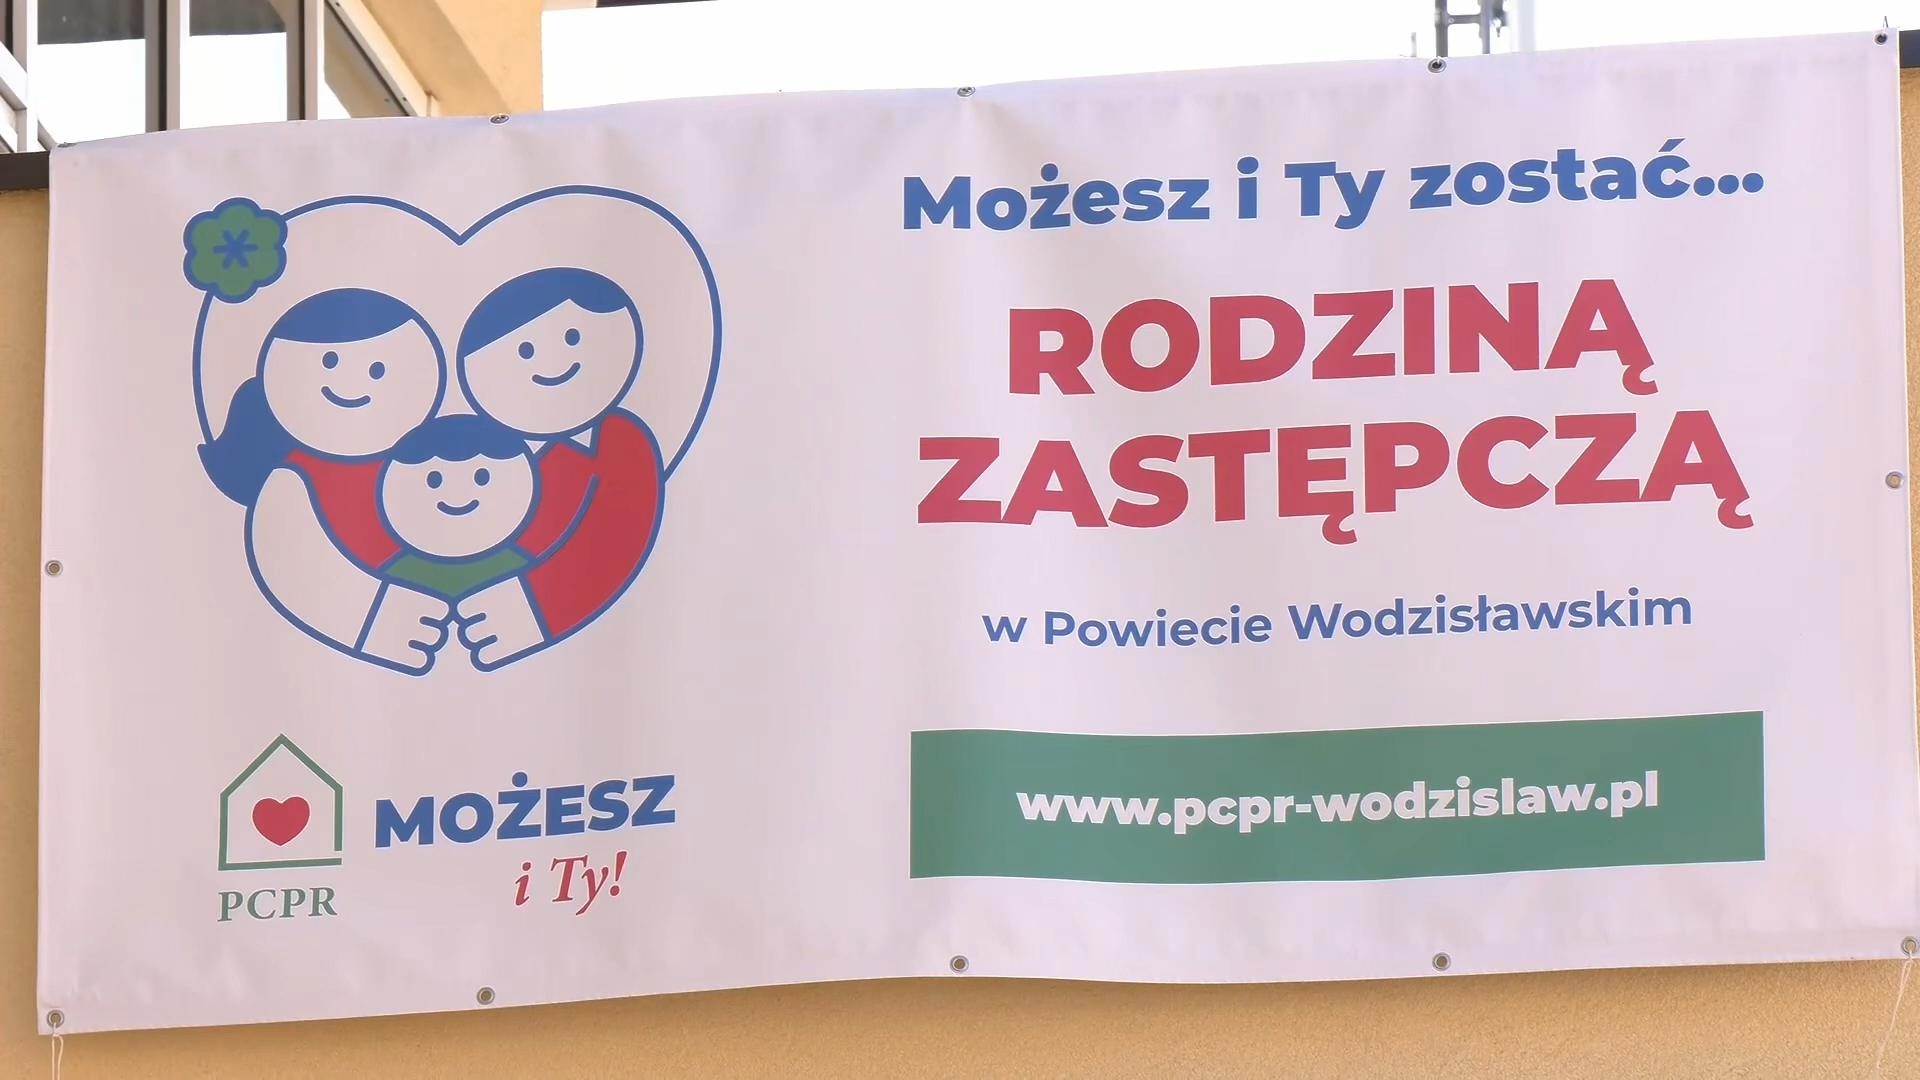 Możesz i Ty zostać...
RODZINĄ
ZASTĘPCZĄ
w Powiecie Wodzisławskim
www.pcpr-wodzislaw.pl
PCPR
MOŻESZ
i Ty!